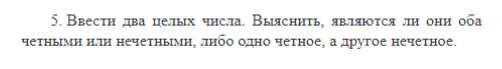 5. Ввести два целых числа. Выяснить, являются ли они оба
четными или нечетными, либо одно четное, а другое нечетное.